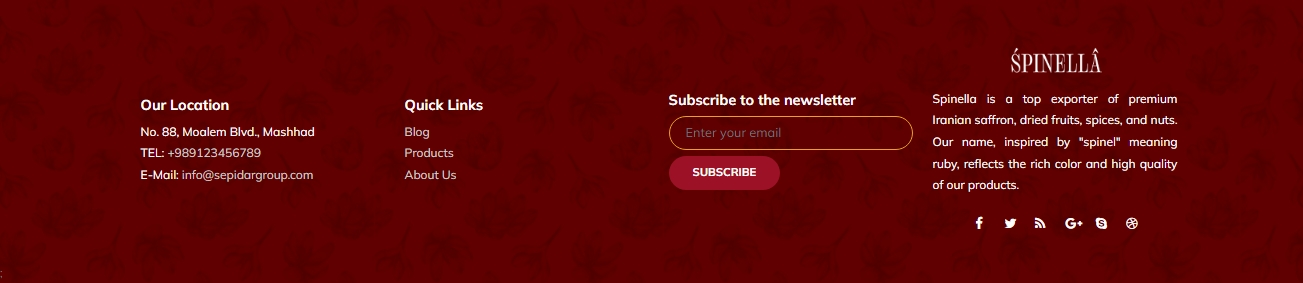 Our Location
No. 88, Moalem Blvd., Mashhad
TEL: +989123456789
E-Mail: info@sepidargroup.com
Quick Links
Blog
Products
About Us
Subscribe to the newsletter
Enter your email
SUBSCRIBE
ŚPINELLÂ
Spinella is a top exporter of premium
Iranian saffron, dried fruits, spices, and nuts.
Our name, inspired by "spinel" meaning
ruby, reflects the rich color and high quality
of our products.
;